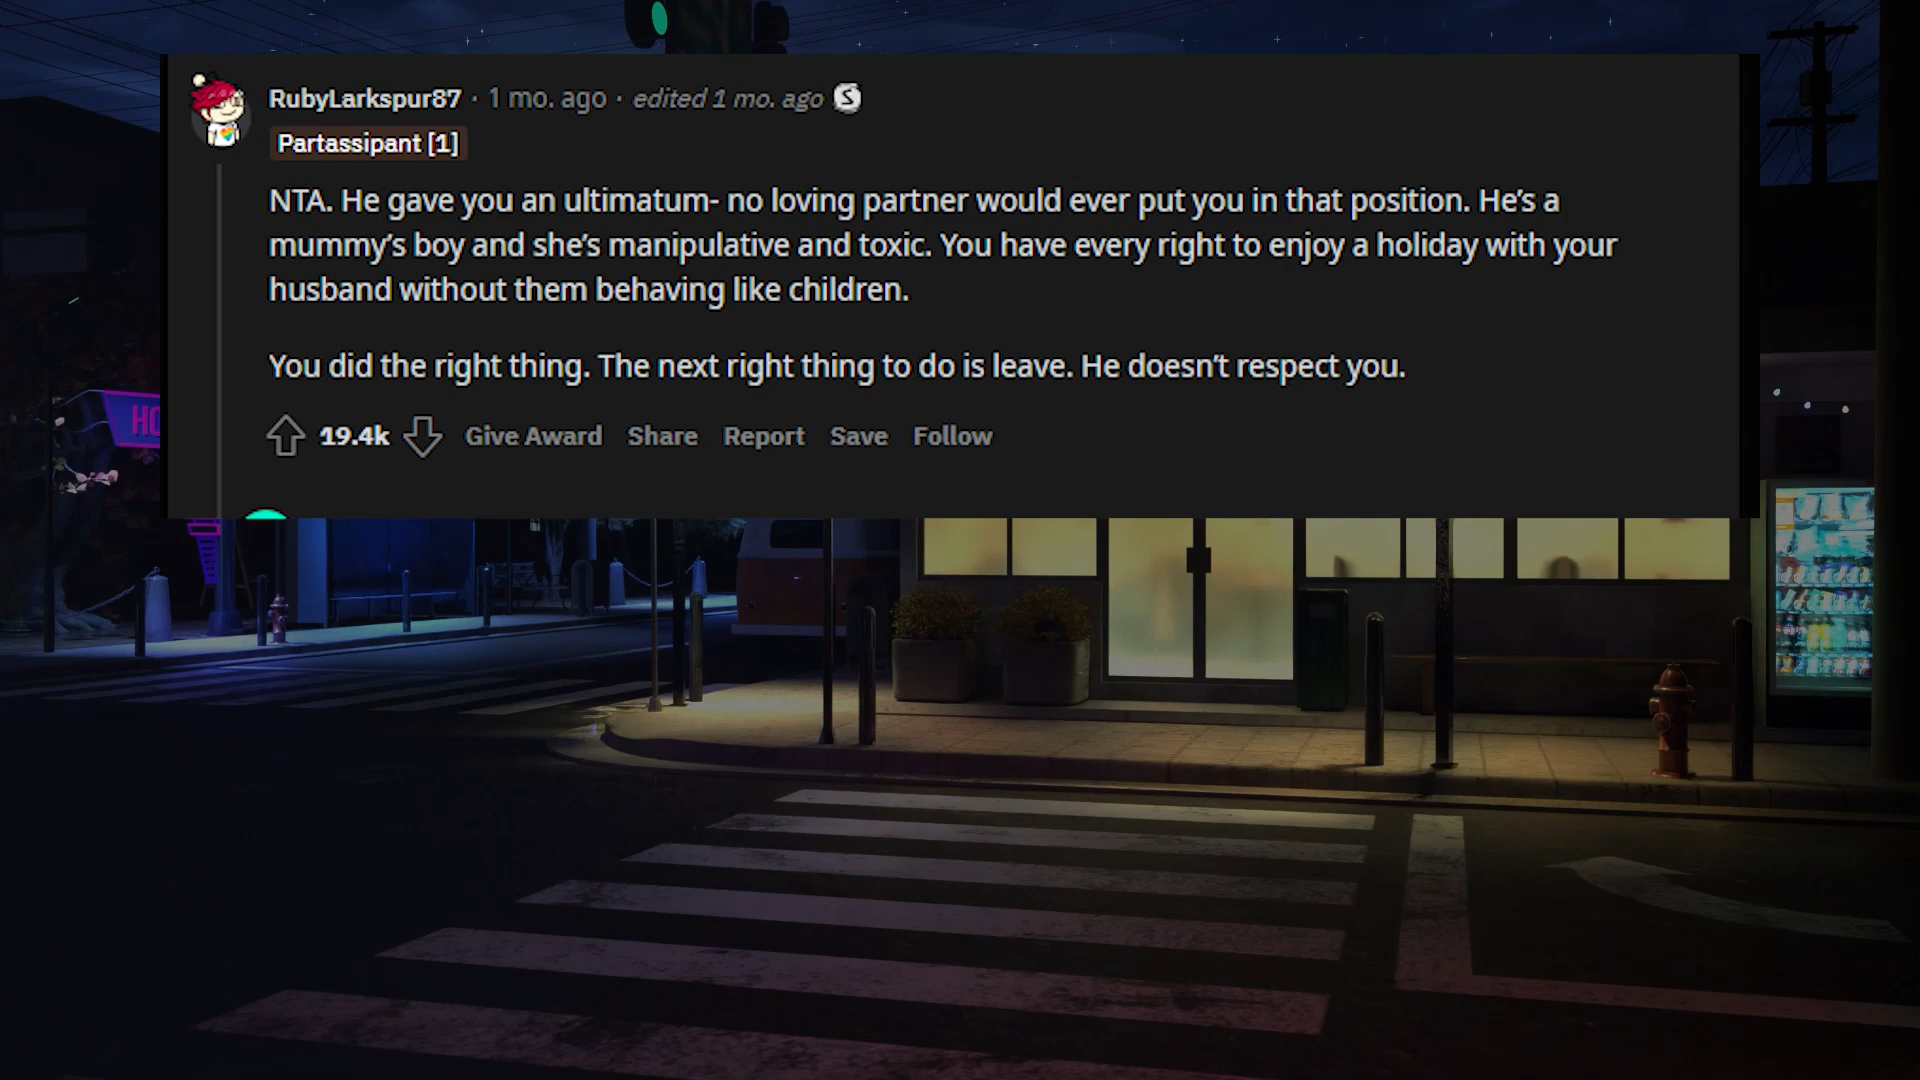 RubyLarkspur87 · 1 mo. ago · edited 1 mo. ago
Partassipant [1]
NTA. He gave you an ultimatum- no loving partner would ever put you in that position. He’s a
mummy’s boy and she’s manipulative and toxic. You have every right to enjoy a holiday with your
husband without them behaving like children.
You did the right thing. The next right thing to do is leave. He doesn’t respect you.
19.4k Give Award Share Report Save Follow
HO